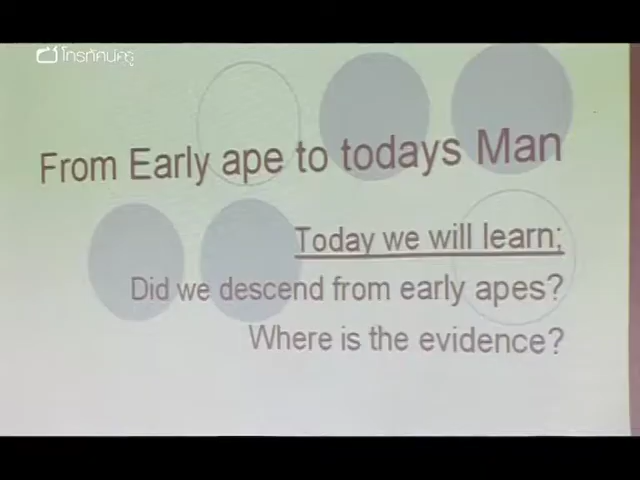 โทรทัศน์ครู
From Early ape to todays Man
Today we will learn;
Did we descend from early apes?
Where is the evidence?